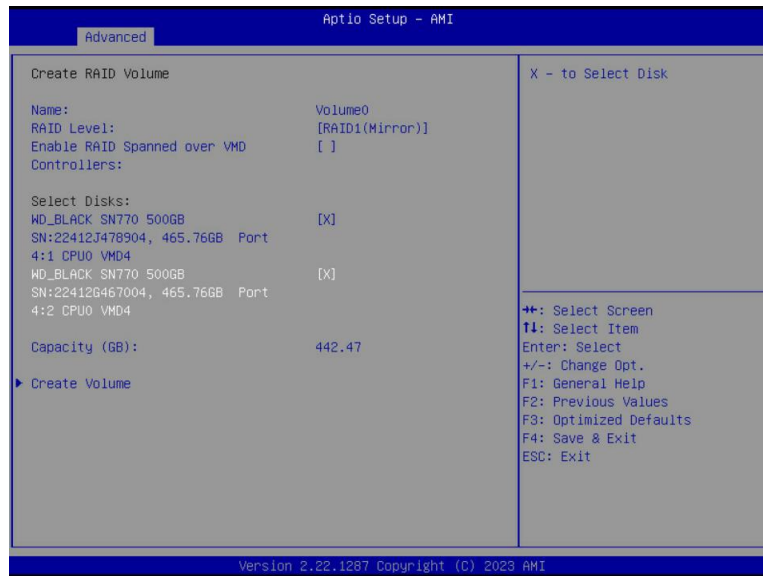 Aptio Setup – AMI
Advanced
Create RAID Volume
Name: Volume0
RAID Level: [RAID1(Mirror)]
Enable RAID Spanned over VMD [ ]
Controllers:
Select Disks:
WD_BLACK SN770 500GB [X]
SN:22412J478904, 465.76GB Port
4:1 CPU0 VMD4
WD_BLACK SN770 500GB [X]
SN:22412G467004, 465.76GB Port
4:2 CPU0 VMD4
Capacity (GB): 442.47
▶ Create Volume
X – to Select Disk
→←: Select Screen
↑↓: Select Item
Enter: Select
+/-: Change Opt.
F1: General Help
F2: Previous Values
F3: Optimized Defaults
F4: Save & Exit
ESC: Exit
Version 2.22.1287 Copyright (C) 2023 AMI